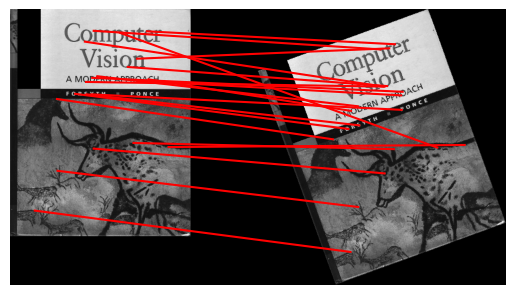 Computer
Vision
A MODERN APPROACH
FORSYTH PONCE
Computer
Vision
A MODERN APPROACH
FORSYTH PONCE